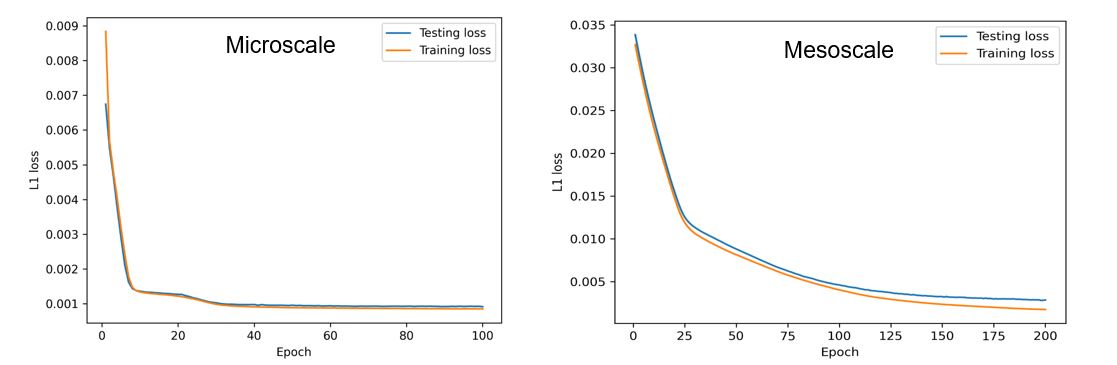 Microscale
Testing loss
Training loss
L1 loss
0.009
0.008
0.007
0.006
0.005
0.004
0.003
0.002
0.001
0 20 40 60 80 100
Epoch
Mesoscale
Testing loss
Training loss
L1 loss
0.035
0.030
0.025
0.020
0.015
0.010
0.005
0 25 50 75 100 125 150 175 200
Epoch